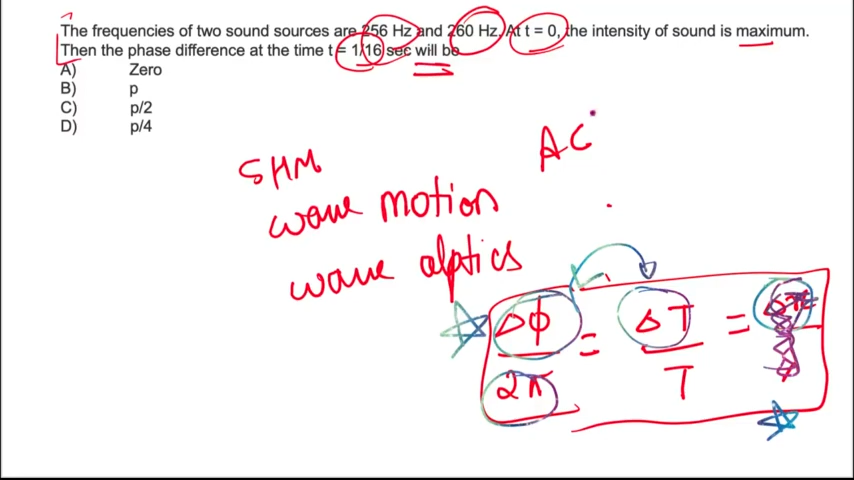 The frequencies of two sound sources are 256 Hz and 260 Hz. At t = 0, the intensity of sound is maximum.
Then the phase difference at the time t = 1/16 sec will be
A) Zero
B) p
C) p/2
D) p/4
SHM
AC
wave motion
wave optics
Δφ/2π = ΔT/T =